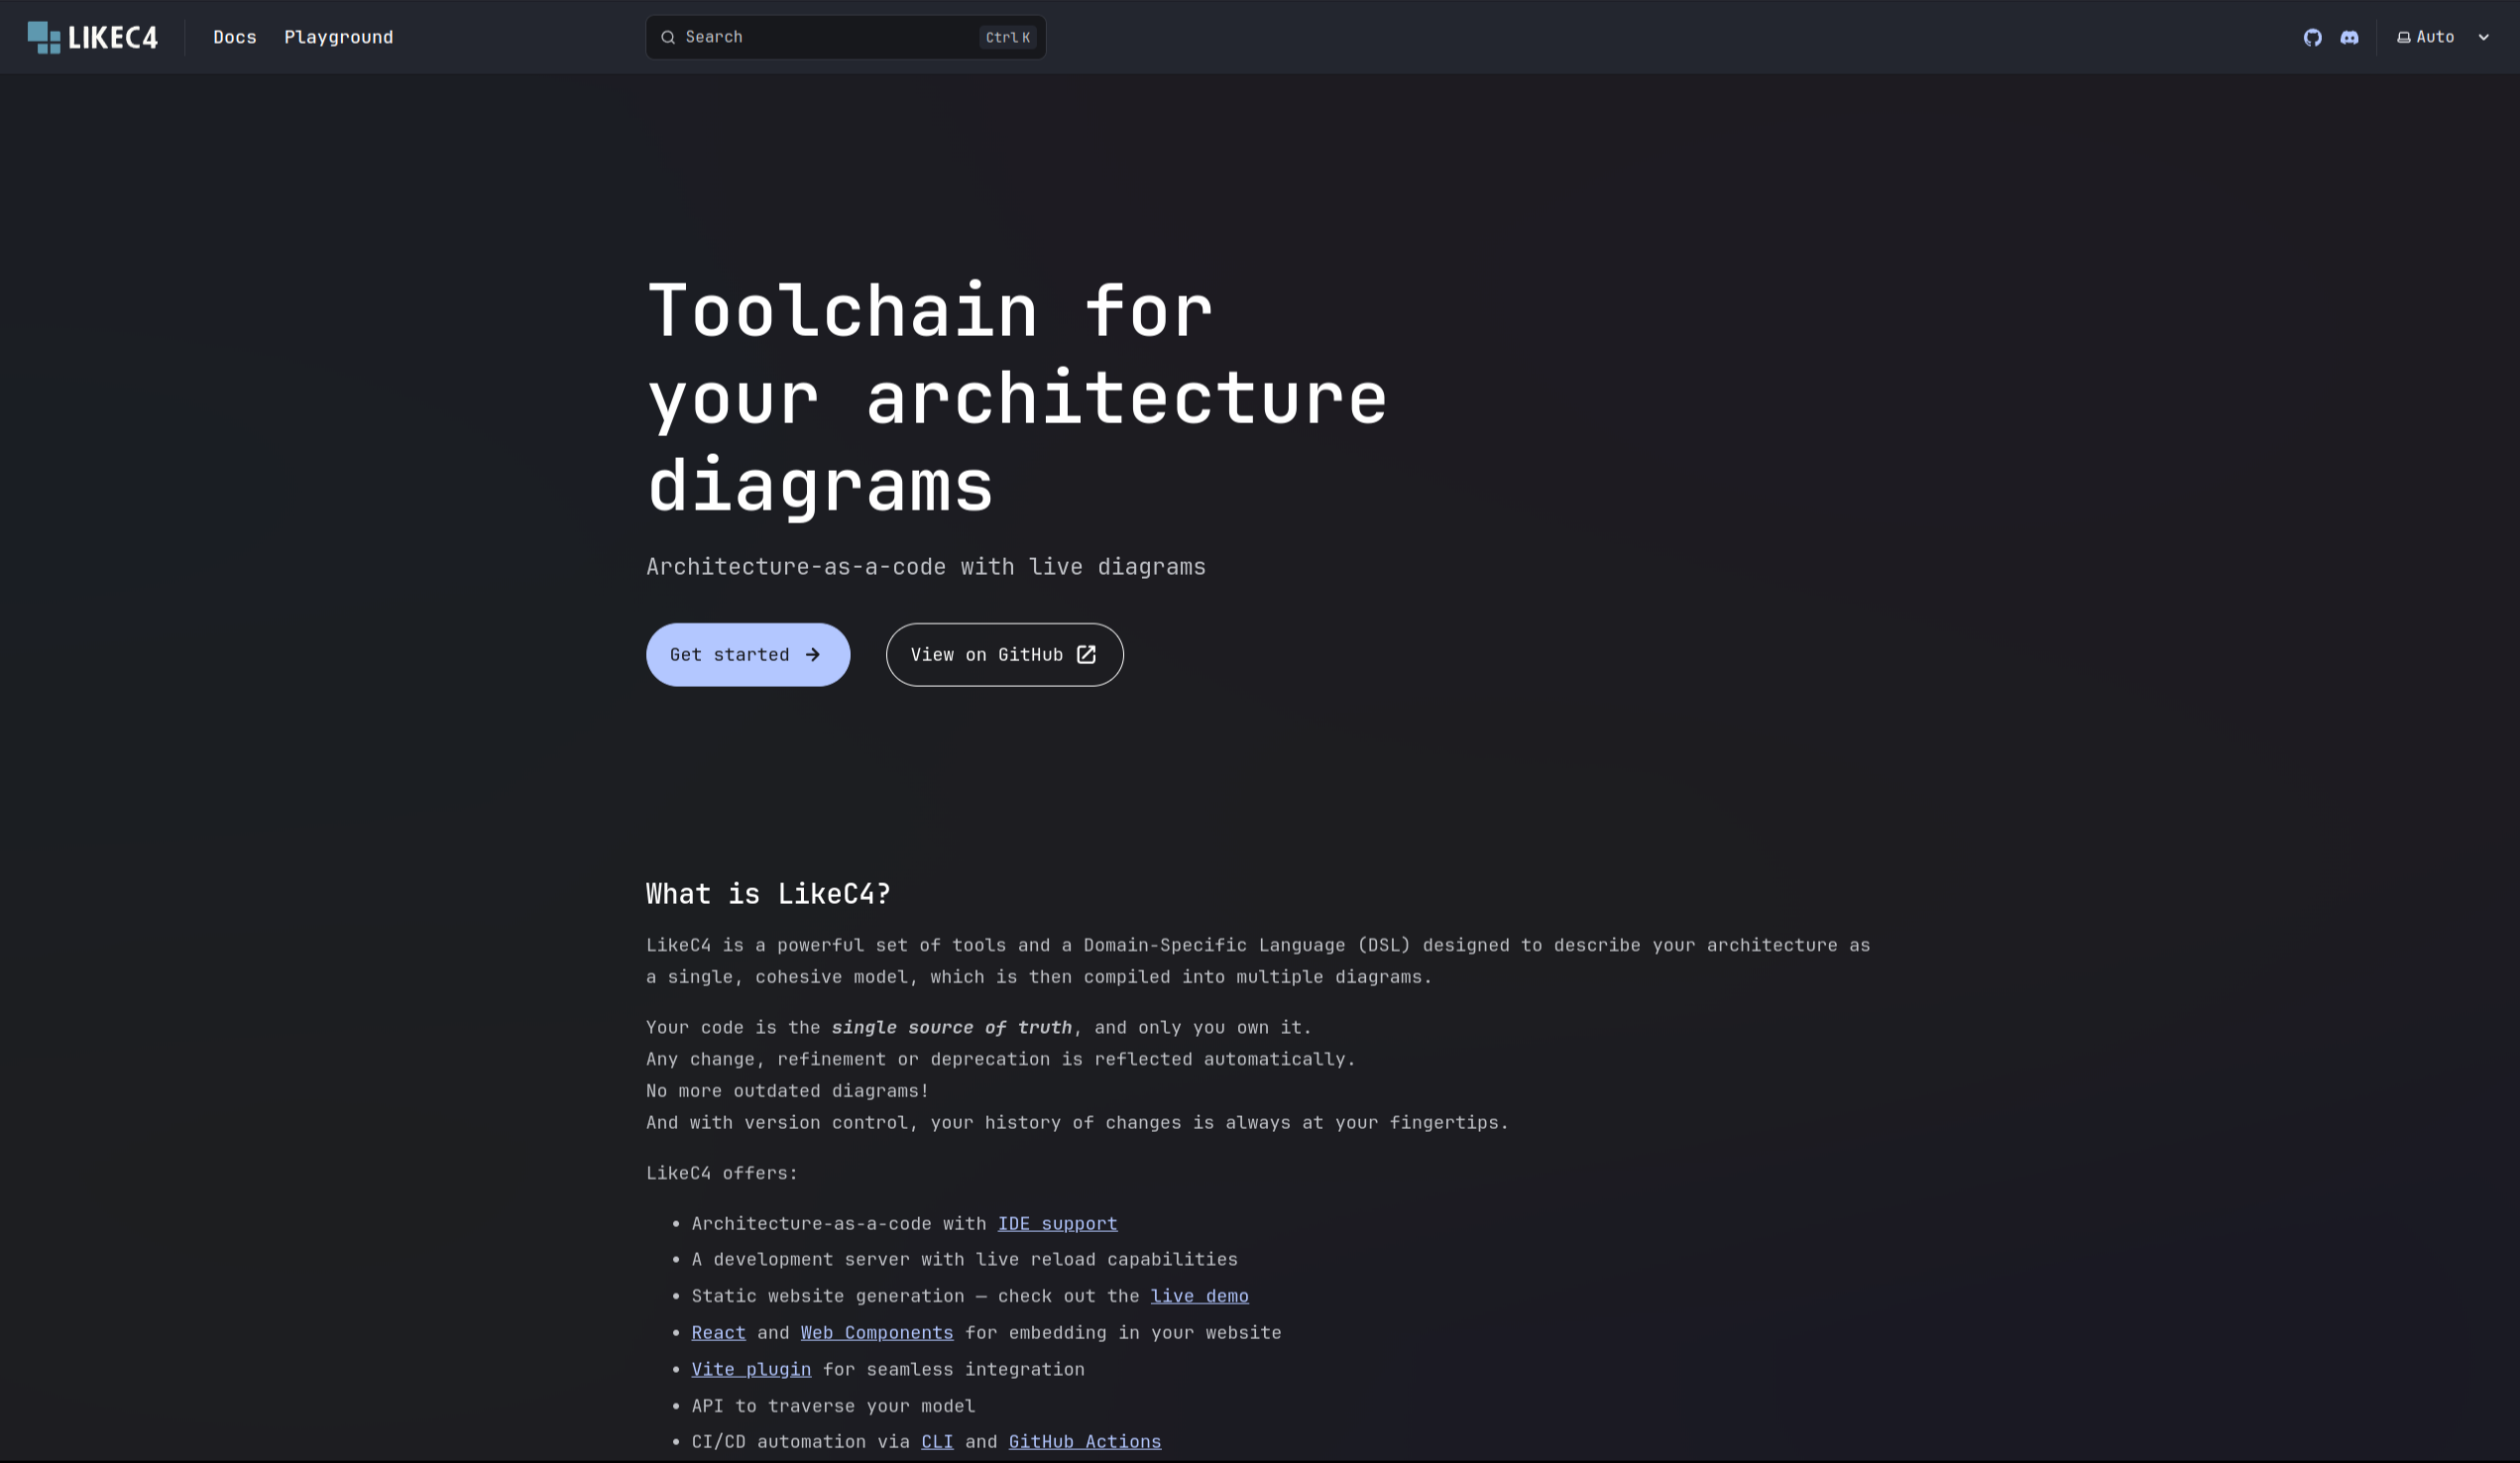 LIKEC4
Docs
Playground
Search
Ctrl K
Auto
Toolchain for
your architecture
diagrams
Architecture-as-a-code with live diagrams
Get started
View on GitHub
What is LikeC4?
LikeC4 is a powerful set of tools and a Domain-Specific Language (DSL) designed to describe your architecture as
a single, cohesive model, which is then compiled into multiple diagrams.
Your code is the single source of truth, and only you own it.
Any change, refinement or deprecation is reflected automatically.
No more outdated diagrams!
And with version control, your history of changes is always at your fingertips.
LikeC4 offers:
• Architecture-as-a-code with IDE support
• A development server with live reload capabilities
• Static website generation — check out the live demo
• React and Web Components for embedding in your website
• Vite plugin for seamless integration
• API to traverse your model
• CI/CD automation via CLI and GitHub Actions